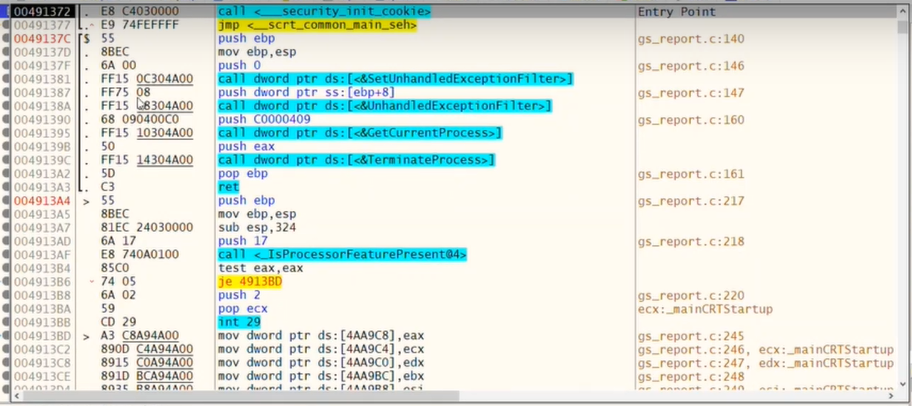 00491372 . E8 C4030000 call <___security_init_cookie> Entry Point
00491377 .- E9 74FEFFFF jmp <__scrt_common_main_seh>
0049137C $ 55 push ebp gs_report.c:140
0049137D . 8BEC mov ebp,esp
0049137F . 6A 00 push 0 gs_report.c:146
00491381 . FF15 0C304A00 call dword ptr ds:[<&SetUnhandledExceptionFilter>]
00491387 . FF75 08 push dword ptr ss:[ebp+8] gs_report.c:147
0049138A . FF15 08304A00 call dword ptr ds:[<&UnhandledExceptionFilter>]
00491390 . 68 090400C0 push C0000409 gs_report.c:160
00491395 . FF15 10304A00 call dword ptr ds:[<&GetCurrentProcess>]
0049139B . 50 push eax
0049139C . FF15 14304A00 call dword ptr ds:[<&TerminateProcess>]
004913A2 . 5D pop ebp gs_report.c:161
004913A3 . C3 ret
004913A4 > 55 push ebp gs_report.c:217
004913A5 8BEC mov ebp,esp
004913A7 . 81EC 24030000 sub esp,324
004913AD . 6A 17 push 17 gs_report.c:218
004913AF . E8 740A0100 call <_IsProcessorFeaturePresent@4>
004913B4 . 85C0 test eax,eax
004913B6 .- 74 05 je 4913BD
004913B8 . 6A 02 push 2 gs_report.c:220
004913BA . 59 pop ecx ecx:_mainCRTStartup
004913BB . CD 29 int 29
004913BD > A3 C8A94A00 mov dword ptr ds:[4AA9C8],eax gs_report.c:245
004913C2 . 890D C4A94A00 mov dword ptr ds:[4AA9C4],ecx gs_report.c:246, ecx:_mainCRTStartup
004913C8 . 8915 C0A94A00 mov dword ptr ds:[4AA9C0],edx gs_report.c:247, edx:_mainCRTStartup
004913CE . 891D BCA94A00 mov dword ptr ds:[4AA9BC],ebx gs_report.c:248